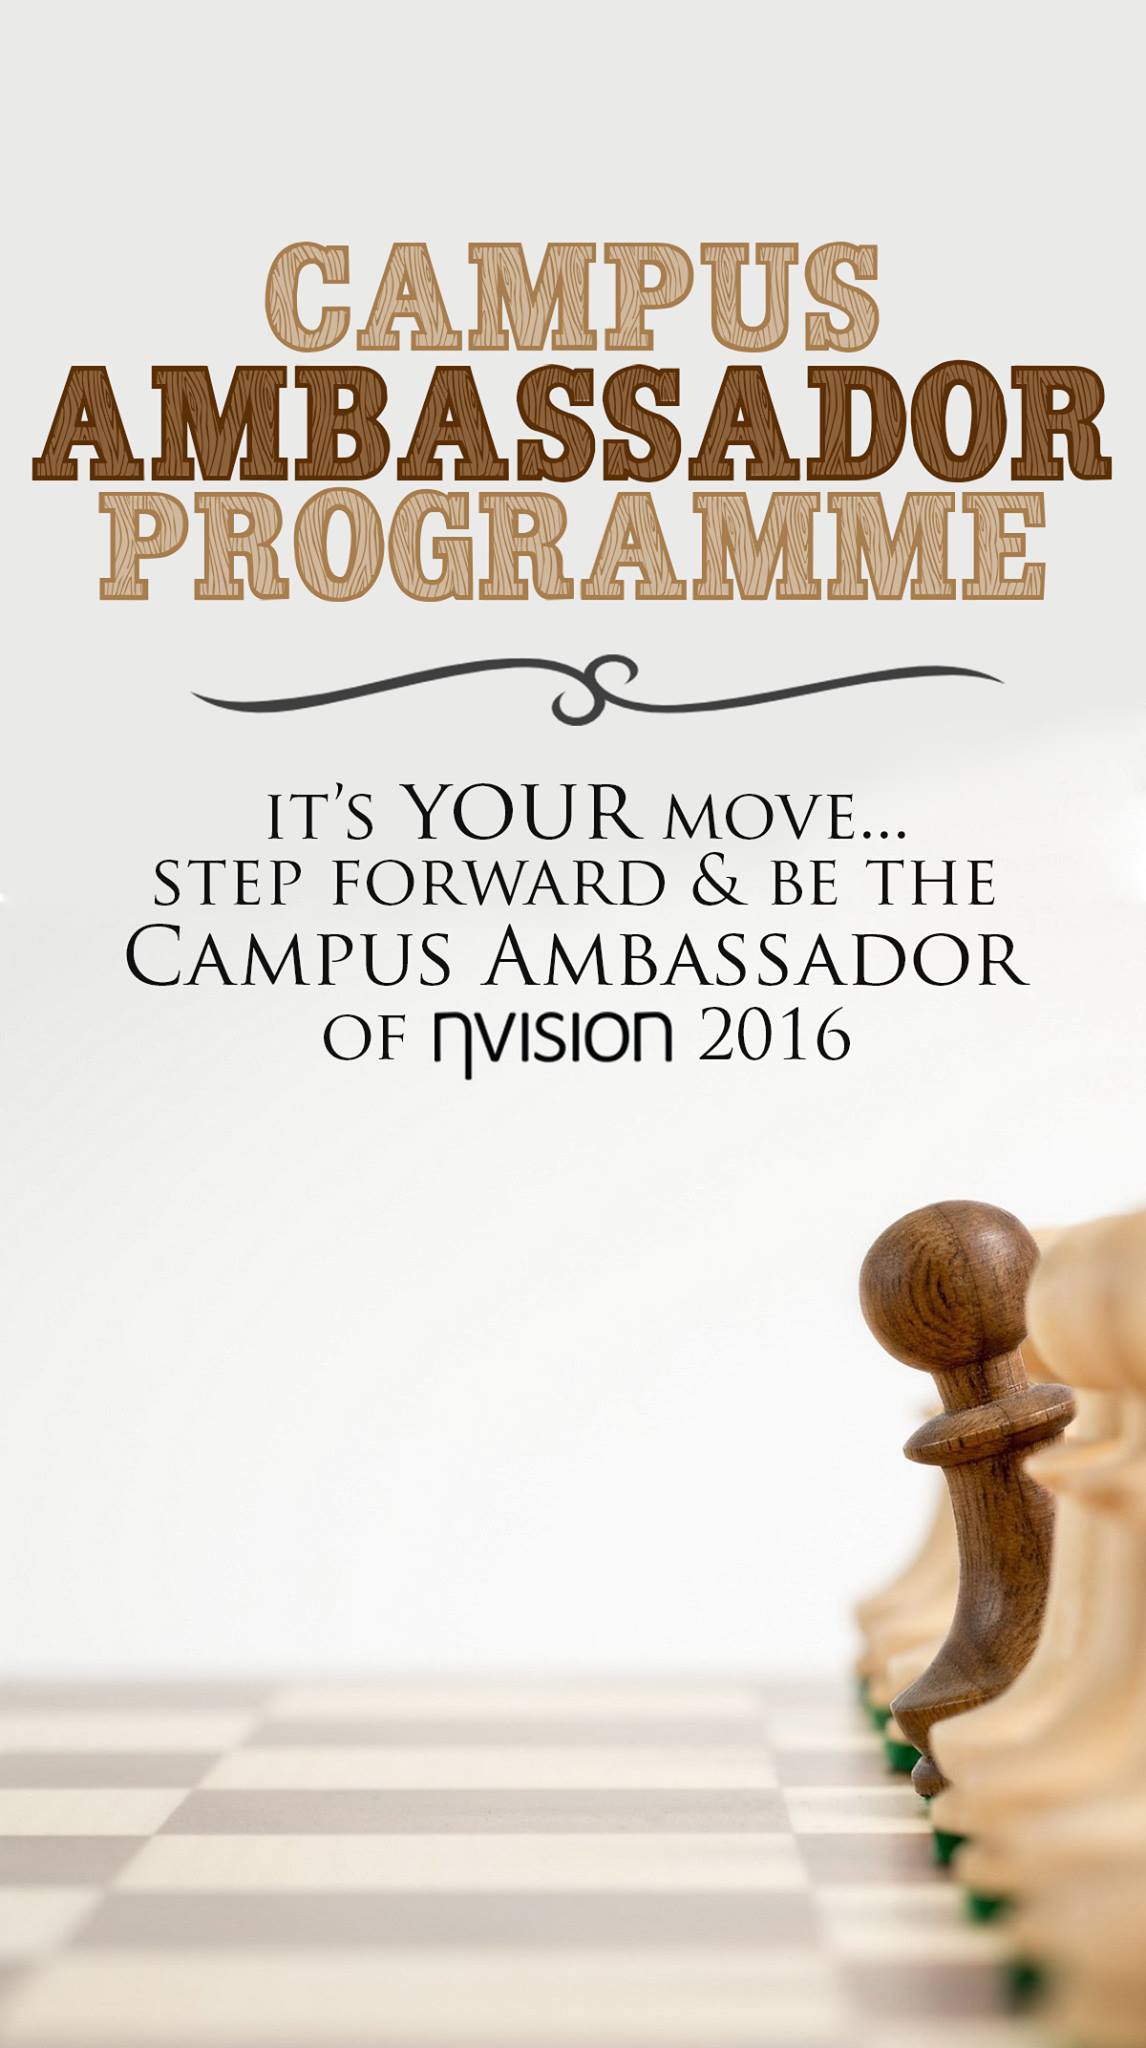 CAMPUS
AMBASSADOR
PROGRAMME
IT'S YOUR MOVE...
STEP FORWARD & BE THE
CAMPUS AMBASSADOR
OF ηVISION 2016